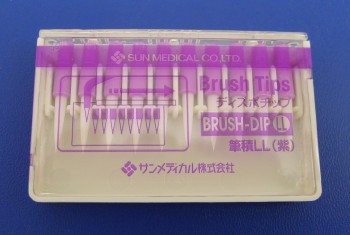 SUN MEDICAL CO.,LTD.
Brush Tips
ディスポチップ
BRUSH-DIP LL
筆積LL(紫)
サンメディカル株式会社